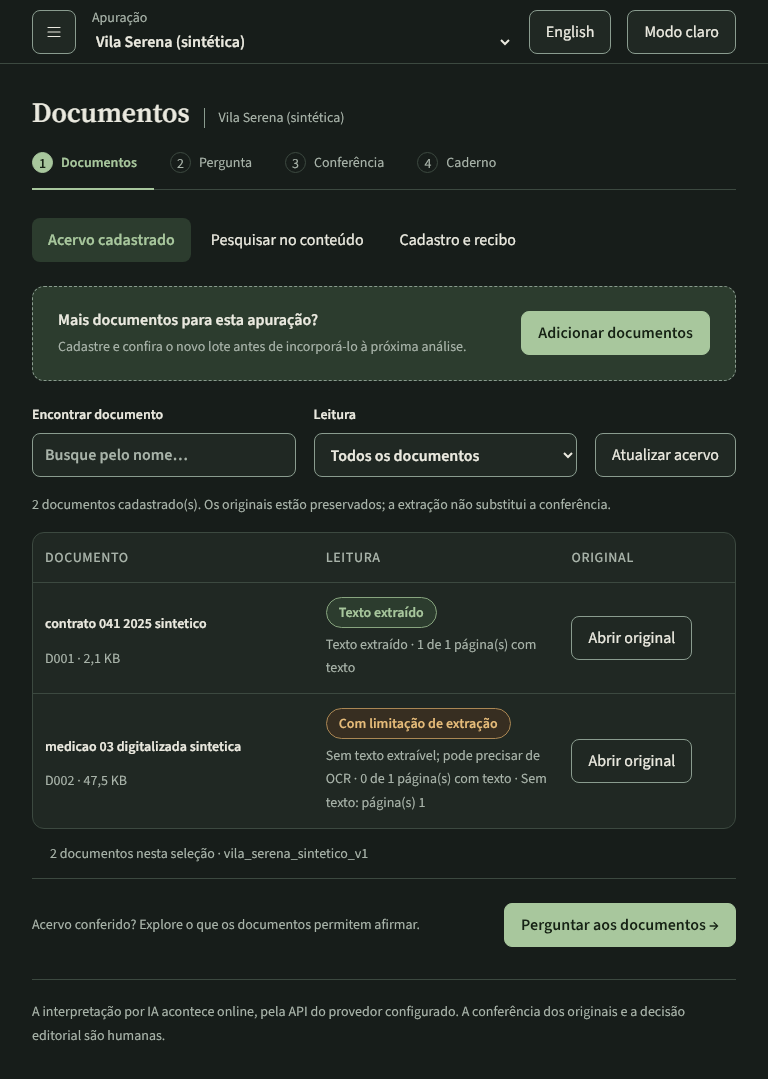 Apuração
Vila Serena (sintética)
English
Modo claro
Documentos
Vila Serena (sintética)
1 Documentos
2 Pergunta
3 Conferência
4 Caderno
Acervo cadastrado
Pesquisar no conteúdo
Cadastro e recibo
Mais documentos para esta apuração?
Cadastre e confira o novo lote antes de incorporá-lo à próxima análise.
Adicionar documentos
Encontrar documento
Leitura
Busque pelo nome…
Todos os documentos
Atualizar acervo
2 documentos cadastrado(s). Os originais estão preservados; a extração não substitui a conferência.
DOCUMENTO
LEITURA
ORIGINAL
contrato 041 2025 sintetico
D001 · 2,1 KB
Texto extraído
Texto extraído · 1 de 1 página(s) com
texto
Abrir original
medicao 03 digitalizada sintetica
D002 · 47,5 KB
Com limitação de extração
Sem texto extraível; pode precisar de
OCR · 0 de 1 página(s) com texto · Sem
texto: página(s) 1
Abrir original
2 documentos nesta seleção · vila_serena_sintetico_v1
Acervo conferido? Explore o que os documentos permitem afirmar.
Perguntar aos documentos →
A interpretação por IA acontece online, pela API do provedor configurado. A conferência dos originais e a decisão
editorial são humanas.